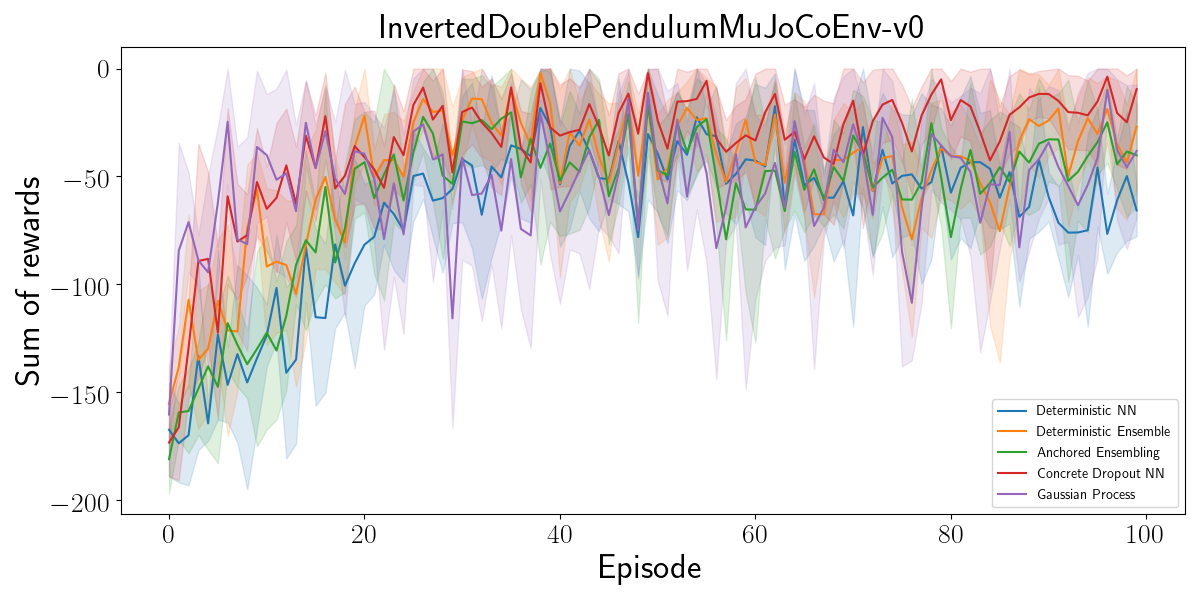 InvertedDoublePendulumMuJoCoEnv-v0
Sum of rewards
0
−50
−100
−150
−200
0 20 40 60 80 100
Episode
Deterministic NN
Deterministic Ensemble
Anchored Ensembling
Concrete Dropout NN
Gaussian Process